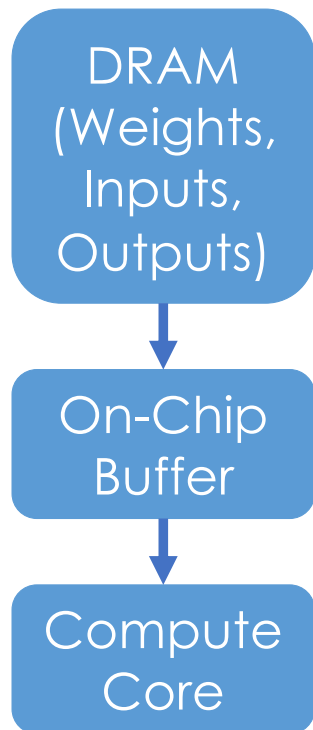 DRAM
(Weights,
Inputs,
Outputs)
On-Chip
Buffer
Compute
Core